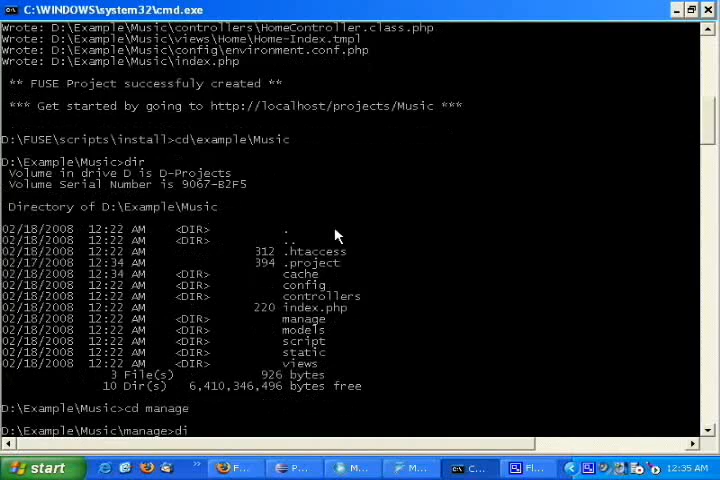 C:\WINDOWS\system32\cmd.exe
Wrote: D:\Example\Music\controllers\HomeController.class.php
Wrote: D:\Example\Music\views\Home\Home-Index.tmpl
Wrote: D:\Example\Music\config\environment.conf.php
Wrote: D:\Example\Music\index.php
** FUSE Project successfuly created **
*** Get started by going to http://localhost/projects/Music ***
D:\FUSE\scripts\install>cd\example\Music
D:\Example\Music>dir
Volume in drive D is D-Projects
Volume Serial Number is 9067-B2F5
Directory of D:\Example\Music
02/18/2008 12:22 AM <DIR> .
02/18/2008 12:22 AM <DIR> ..
02/18/2008 12:22 AM 312 .htaccess
02/17/2008 12:34 AM 394 .project
02/18/2008 12:34 AM <DIR> cache
02/18/2008 12:22 AM <DIR> config
02/18/2008 12:22 AM <DIR> controllers
02/18/2008 12:22 AM 220 index.php
02/18/2008 12:22 AM <DIR> manage
02/18/2008 12:22 AM <DIR> models
02/18/2008 12:22 AM <DIR> script
02/18/2008 12:22 AM <DIR> static
02/18/2008 12:22 AM <DIR> views
3 File(s) 926 bytes
10 Dir(s) 6,410,346,496 bytes free
D:\Example\Music>cd manage
D:\Example\Music\manage>di
start F... P... M... M... C... Fl... 12:35 AM